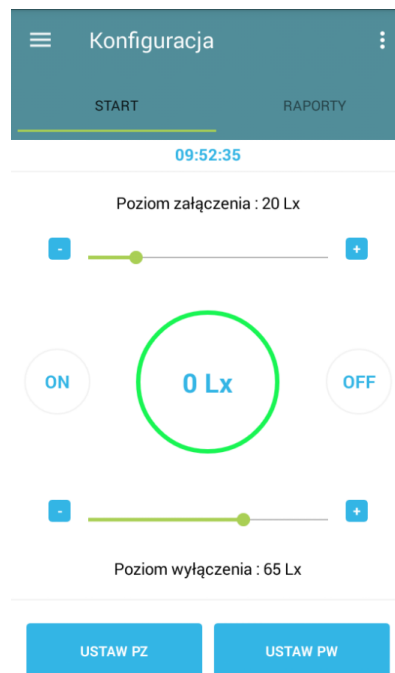 Konfiguracja
START RAPORTY
09:52:35
Poziom załączenia : 20 Lx
- +
ON 0 Lx OFF
- +
Poziom wyłączenia : 65 Lx
USTAW PZ USTAW PW